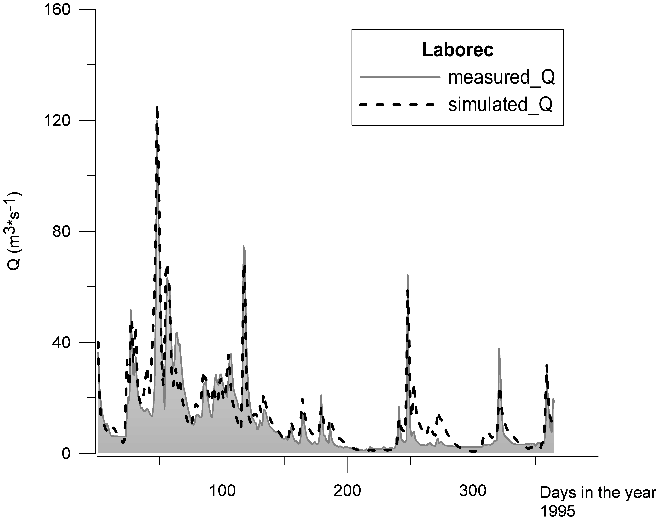 160
120
80
40
0
Q (m3*s-1)
Laborec
measured_Q
simulated_Q
100
200
300
Days in the year
1995